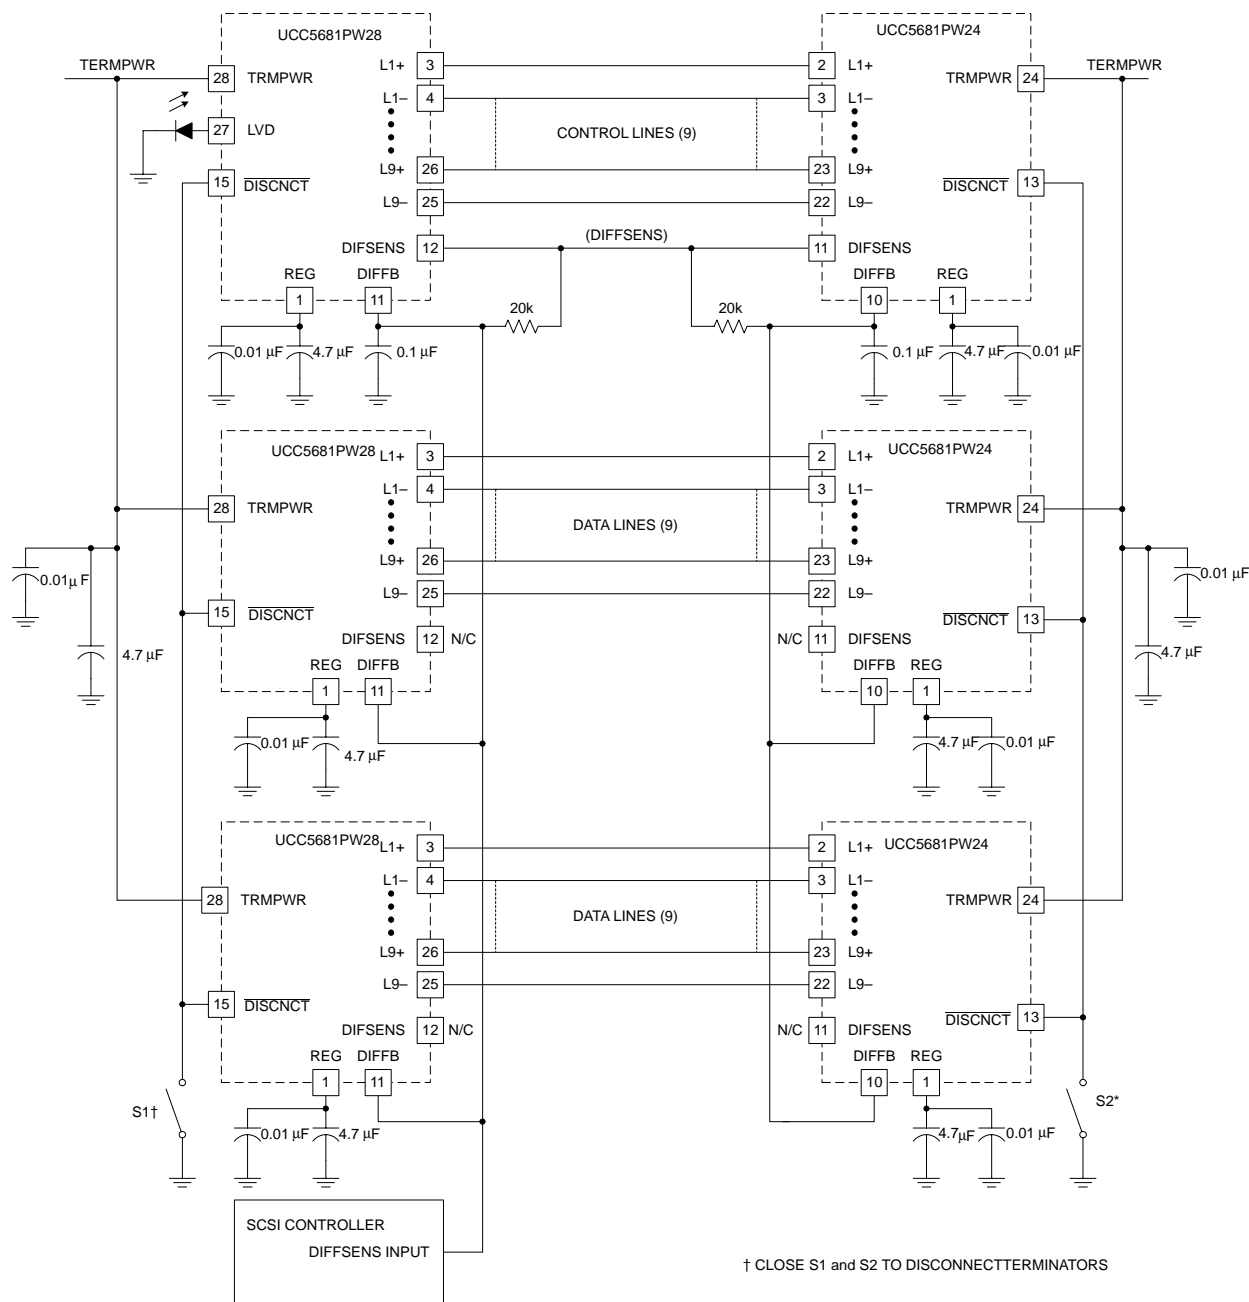 UCC5681PW28
UCC5681PW24
TERMPWR
28
TRMPWR
L1+
3
2
L1+
TRMPWR
24
TERMPWR
L1–
4
3
L1–
27
LVD
CONTROL LINES (9)
L9+
26
23
L9+
15
DISCNCT
DISCNCT
13
L9–
25
22
L9–
(DIFFSENS)
DIFSENS
12
11
DIFSENS
REG
DIFFB
DIFFB
REG
1
11
10
1
20k
20k
0.01 µF
4.7 µF
0.1 µF
0.1 µF
4.7 µF
0.01 µF
UCC5681PW28
L1+
3
2
L1+
UCC5681PW24
L1–
4
3
L1–
28
TRMPWR
TRMPWR
24
DATA LINES (9)
L9+
26
23
L9+
0.01µ F
0.01 µF
L9–
25
22
L9–
15
DISCNCT
DISCNCT
13
DIFSENS
12
N/C
N/C
11
DIFSENS
4.7 µF
4.7 µF
REG
DIFFB
DIFFB
REG
1
11
10
1
0.01 µF
4.7 µF
4.7 µF
0.01 µF
UCC5681PW28
L1+
3
2
L1+
UCC5681PW24
L1–
4
3
L1–
28
TRMPWR
TRMPWR
24
DATA LINES (9)
L9+
26
23
L9+
L9–
25
22
L9–
15
DISCNCT
DISCNCT
13
DIFSENS
12
N/C
N/C
11
DIFSENS
REG
DIFFB
DIFFB
REG
1
11
10
1
S1†
S2*
0.01 µF
4.7 µF
4.7µF
0.01 µF
SCSI CONTROLLER
DIFFSENS INPUT
† CLOSE S1 and S2 TO DISCONNECTTERMINATORS